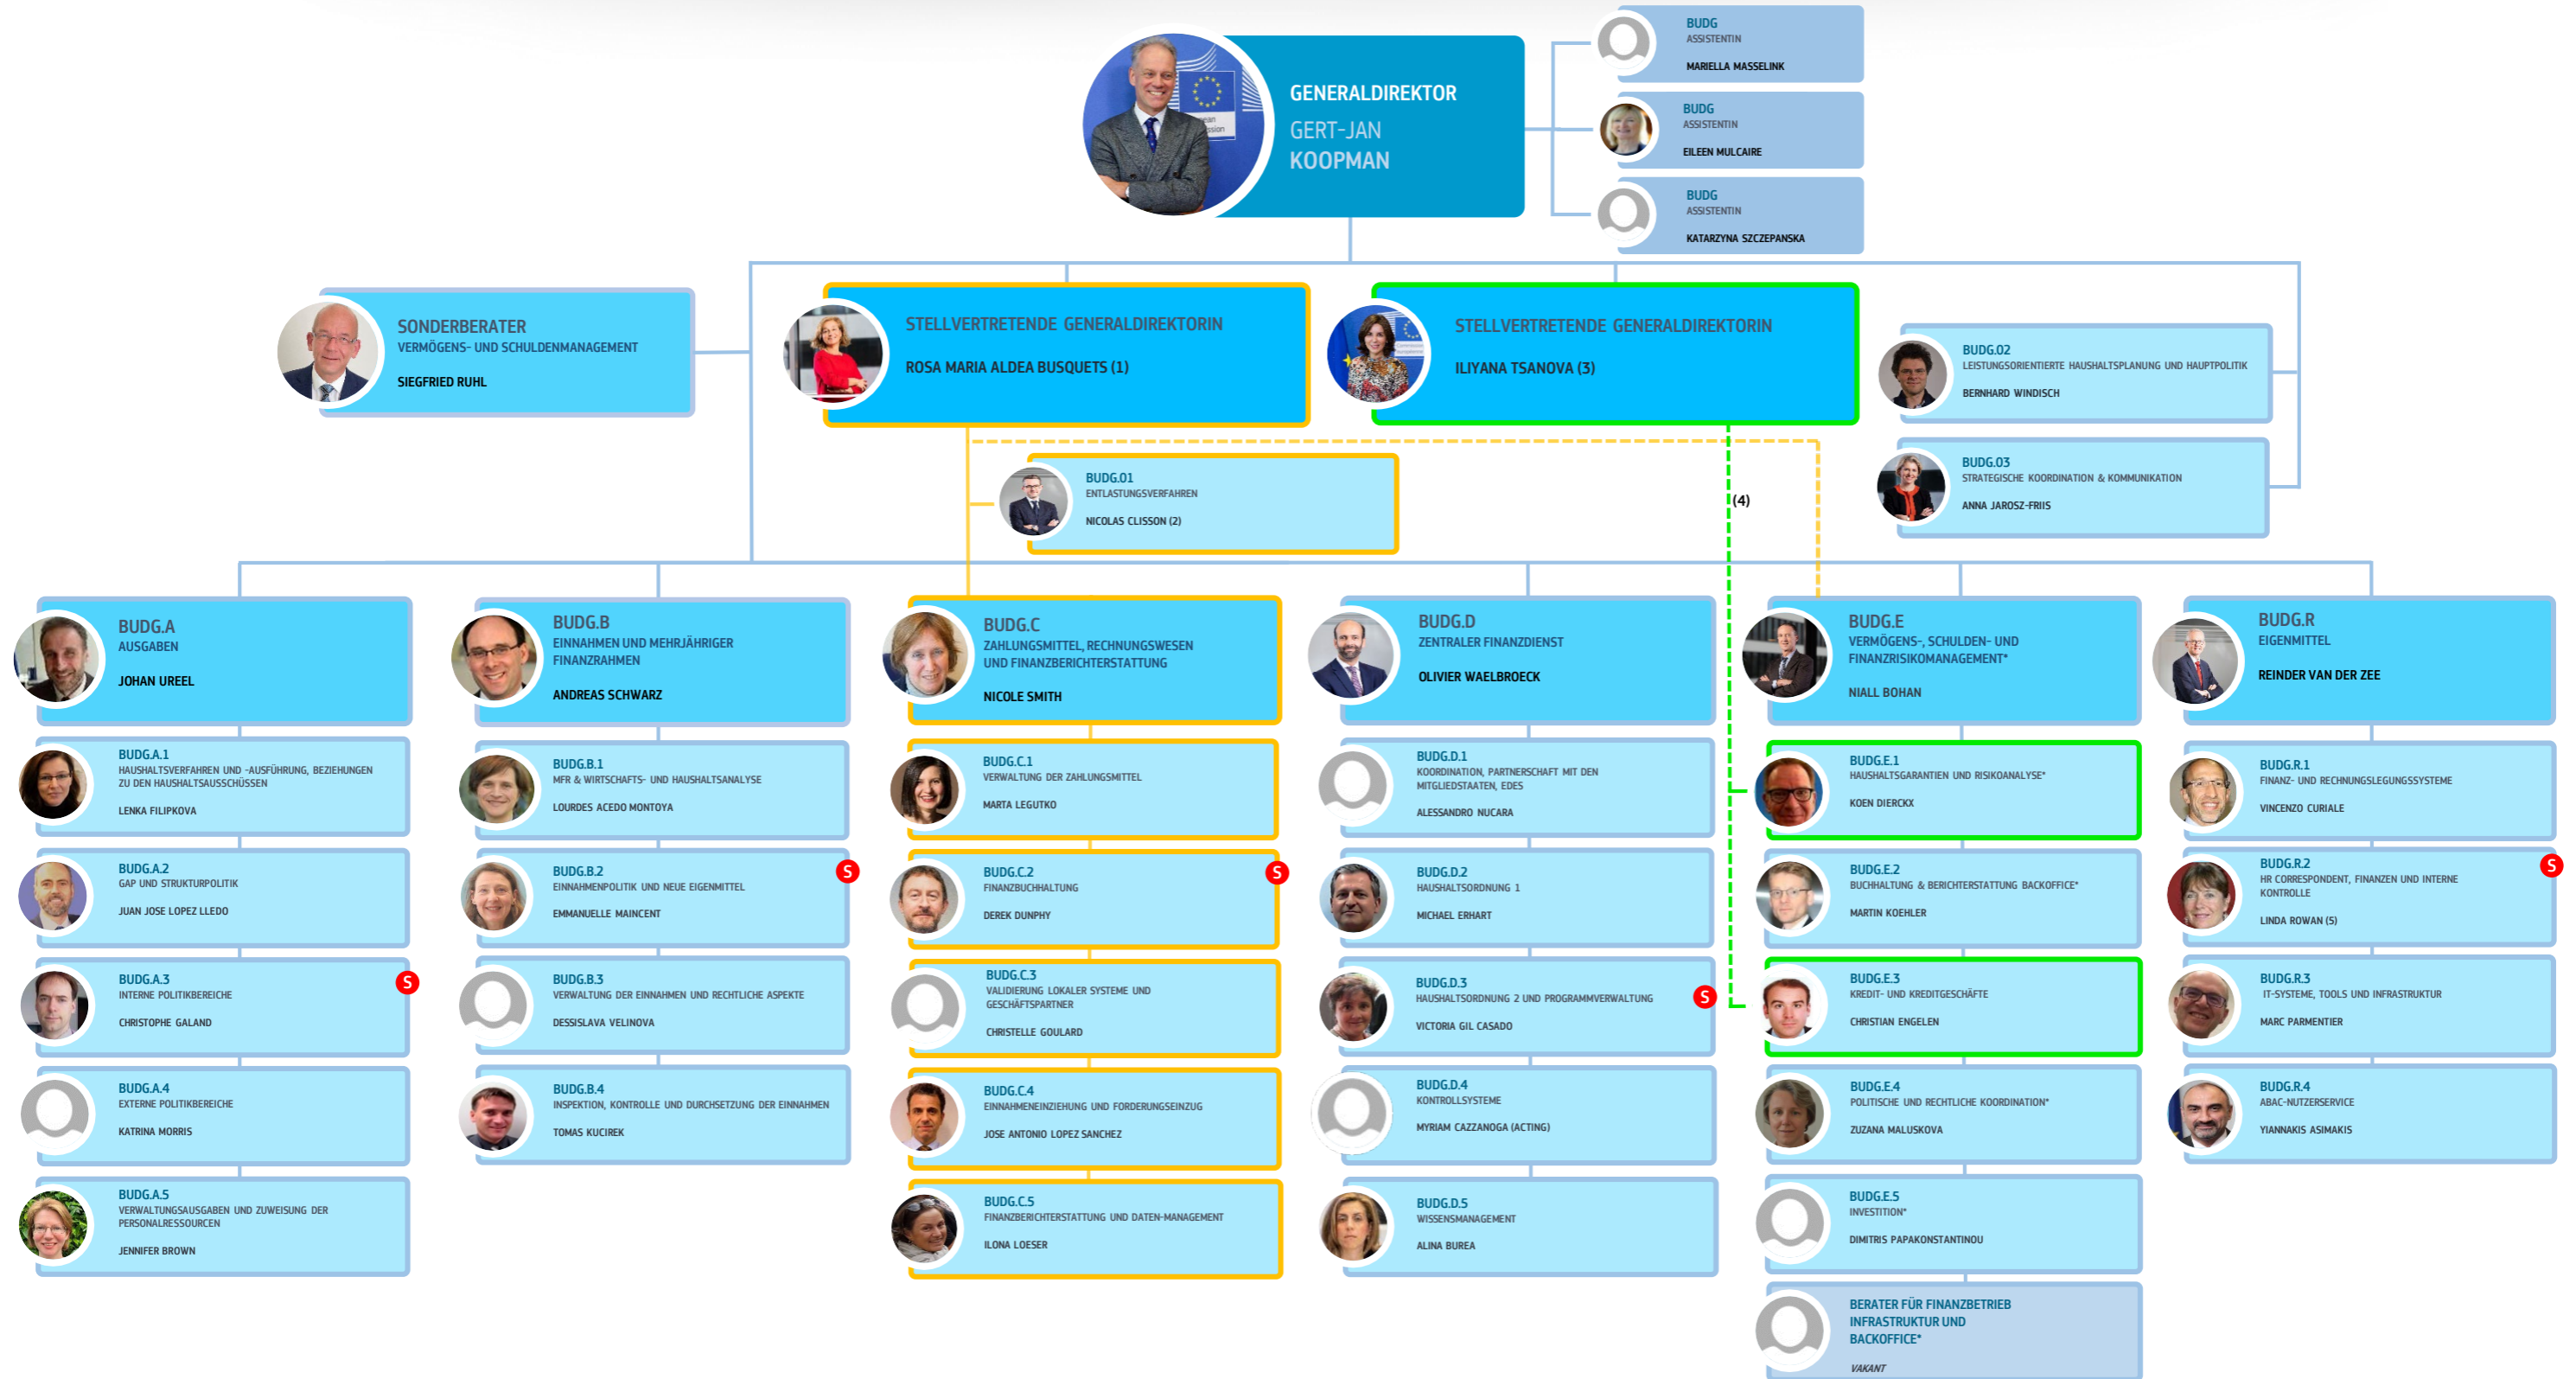 BUDG
ASSISTENTIN
MARIELLA MASSELINK
GENERALDIREKTOR
GERT-JAN
KOOPMAN
BUDG
ASSISTENTIN
EILEEN MULCAIRE
BUDG
ASSISTENTIN
KATARZYNA SZCZEPANSKA
SONDERBERATER
VERMÖGENS- UND SCHULDENMANAGEMENT
SIEGFRIED RUHL
STELLVERTRETENDE GENERALDIREKTORIN
ROSA MARIA ALDEA BUSQUETS (1)
STELLVERTRETENDE GENERALDIREKTORIN
ILIYANA TSANOVA (3)
BUDG.02
LEISTUNGSORIENTIERTE HAUSHALTSPLANUNG UND HAUPTPOLITIK
BERNHARD WINDISCH
BUDG.03
STRATEGISCHE KOORDINATION & KOMMUNIKATION
ANNA JAROSZ-FRIIS
BUDG.01
ENTLASTUNGSVERFAHREN
NICOLAS CLISSON (2)
(4)
BUDG.A
AUSGABEN
JOHAN UREEL
BUDG.A.1
HAUSHALTSVERFAHREN UND -AUSFÜHRUNG, BEZIEHUNGEN
ZU DEN HAUSHALTSAUSSCHÜSSEN
LENKA FILIPKOVA
BUDG.A.2
GAP UND STRUKTURPOLITIK
JUAN JOSE LOPEZ LLEDO
BUDG.A.3
INTERNE POLITIKBEREICHE
CHRISTOPHE GALAND
S
BUDG.A.4
EXTERNE POLITIKBEREICHE
KATRINA MORRIS
BUDG.A.5
VERWALTUNGSAUSGABEN UND ZUWEISUNG DER
PERSONALRESSOURCEN
JENNIFER BROWN
BUDG.B
EINNAHMEN UND MEHRJÄHRIGER
FINANZRAHMEN
ANDREAS SCHWARZ
BUDG.B.1
MFR & WIRTSCHAFTS- UND HAUSHALTSANALYSE
LOURDES ACEDO MONTOYA
BUDG.B.2
EINNAHMENPOLITIK UND NEUE EIGENMITTEL
EMMANUELLE MAINCENT
S
BUDG.B.3
VERWALTUNG DER EINNAHMEN UND RECHTLICHE ASPEKTE
DESSISLAVA VELINOVA
BUDG.B.4
INSPEKTION, KONTROLLE UND DURCHSETZUNG DER EINNAHMEN
TOMAS KUCIREK
BUDG.C
ZAHLUNGSMITTEL, RECHNUNGSWESEN
UND FINANZBERICHTERSTATTUNG
NICOLE SMITH
BUDG.C.1
VERWALTUNG DER ZAHLUNGSMITTEL
MARTA LEGUTKO
BUDG.C.2
FINANZBUCHHALTUNG
DEREK DUNPHY
S
BUDG.C.3
VALIDIERUNG LOKALER SYSTEME UND
GESCHÄFTSPARTNER
CHRISTELLE GOULARD
BUDG.C.4
EINNAHMENEINZIEHUNG UND FORDERUNGSEINZUG
JOSE ANTONIO LOPEZ SANCHEZ
BUDG.C.5
FINANZBERICHTERSTATTUNG UND DATEN-MANAGEMENT
ILONA LOESER
BUDG.D
ZENTRALER FINANZDIENST
OLIVIER WAELBROECK
BUDG.D.1
KOORDINATION, PARTNERSCHAFT MIT DEN
MITGLIEDSTAATEN, EDES
ALESSANDRO NUCARA
BUDG.D.2
HAUSHALTSORDNUNG 1
MICHAEL ERHART
BUDG.D.3
HAUSHALTSORDNUNG 2 UND PROGRAMMVERWALTUNG
VICTORIA GIL CASADO
S
BUDG.D.4
KONTROLLSYSTEME
MYRIAM CAZZANOGA (ACTING)
BUDG.D.5
WISSENSMANAGEMENT
ALINA BUREA
BUDG.E
VERMÖGENS-, SCHULDEN- UND
FINANZRISIKOMANAGEMENT*
NIALL BOHAN
BUDG.E.1
HAUSHALTSGARANTIEN UND RISIKOANALYSE*
KOEN DIERCKX
BUDG.E.2
BUCHHALTUNG & BERICHTERSTATTUNG BACKOFFICE*
MARTIN KOEHLER
BUDG.E.3
KREDIT- UND KREDITGESCHÄFTE
CHRISTIAN ENGELEN
BUDG.E.4
POLITISCHE UND RECHTLICHE KOORDINATION*
ZUZANA MALUSKOVA
BUDG.E.5
INVESTITION*
DIMITRIS PAPAKONSTANTINOU
BERATER FÜR FINANZBETRIEB
INFRASTRUKTUR UND
BACKOFFICE*
VAKANT
BUDG.R
EIGENMITTEL
REINDER VAN DER ZEE
BUDG.R.1
FINANZ- UND RECHNUNGSLEGUNGSSYSTEME
VINCENZO CURIALE
BUDG.R.2
HR CORRESPONDENT, FINANZEN UND INTERNE
KONTROLLE
LINDA ROWAN (5)
S
BUDG.R.3
IT-SYSTEME, TOOLS UND INFRASTRUKTUR
MARC PARMENTIER
BUDG.R.4
ABAC-NUTZERSERVICE
YIANNAKIS ASIMAKIS